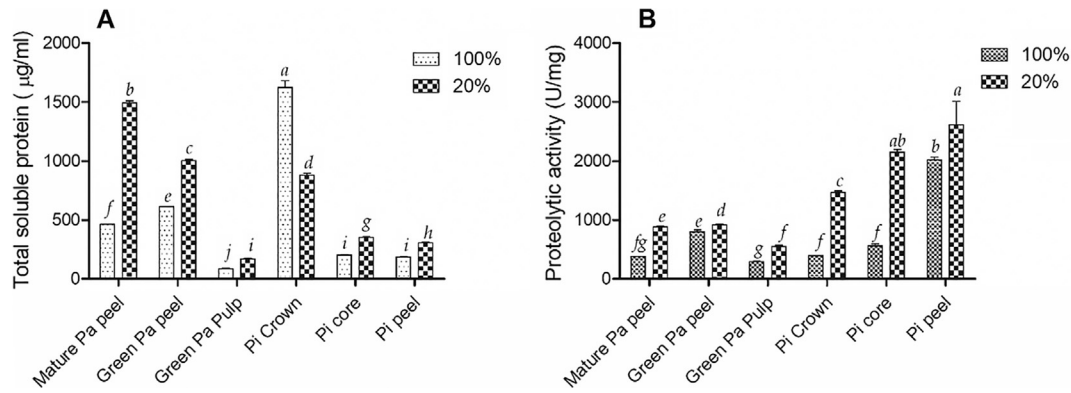 A
Total soluble protein ( µg/ml)
2000
1500
1000
500
0
100%
20%
f
b
e
c
j
i
a
d
i
g
i
h
Mature Pa peel
Green Pa peel
Green Pa Pulp
Pi Crown
Pi core
Pi peel
B
Proteolytic activity (U/mg)
4000
3000
2000
1000
0
100%
20%
fg
e
e
d
g
f
f
c
f
ab
b
a
Mature Pa peel
Green Pa peel
Green Pa Pulp
Pi Crown
Pi core
Pi peel